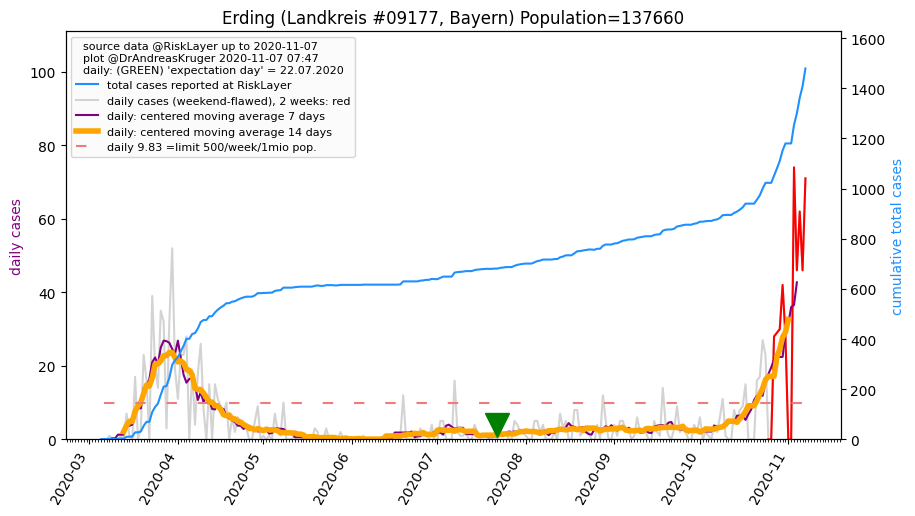 Erding (Landkreis #09177, Bayern) Population=137660
source data @RiskLayer up to 2020-11-07
plot @DrAndreasKruger 2020-11-07 07:47
daily: (GREEN) 'expectation day' = 22.07.2020
total cases reported at RiskLayer
daily cases (weekend-flawed), 2 weeks: red
daily: centered moving average 7 days
daily: centered moving average 14 days
daily 9.83 =limit 500/week/1mio pop.
daily cases
100
80
60
40
20
0
1600
1400
1200
1000
800
600
400
200
0
cumulative total cases
2020-03
2020-04
2020-05
2020-06
2020-07
2020-08
2020-09
2020-10
2020-11